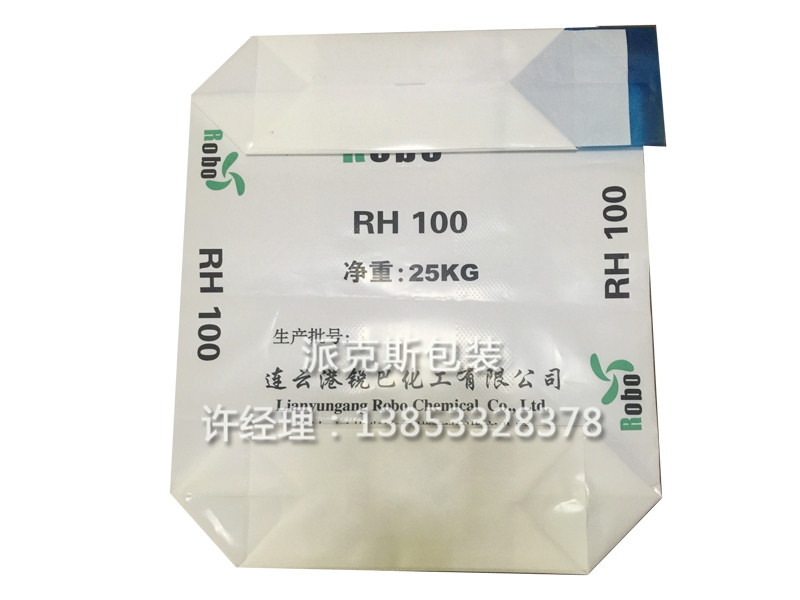 Robo
Robo
RH 100
净重:25KG
RH 100
RH 100
生产批号:
派克斯包装
连云港锐巴化工有限公司
Lianyungang Robo Chemical. Co., Ltd
许经理:13853328378
Robo